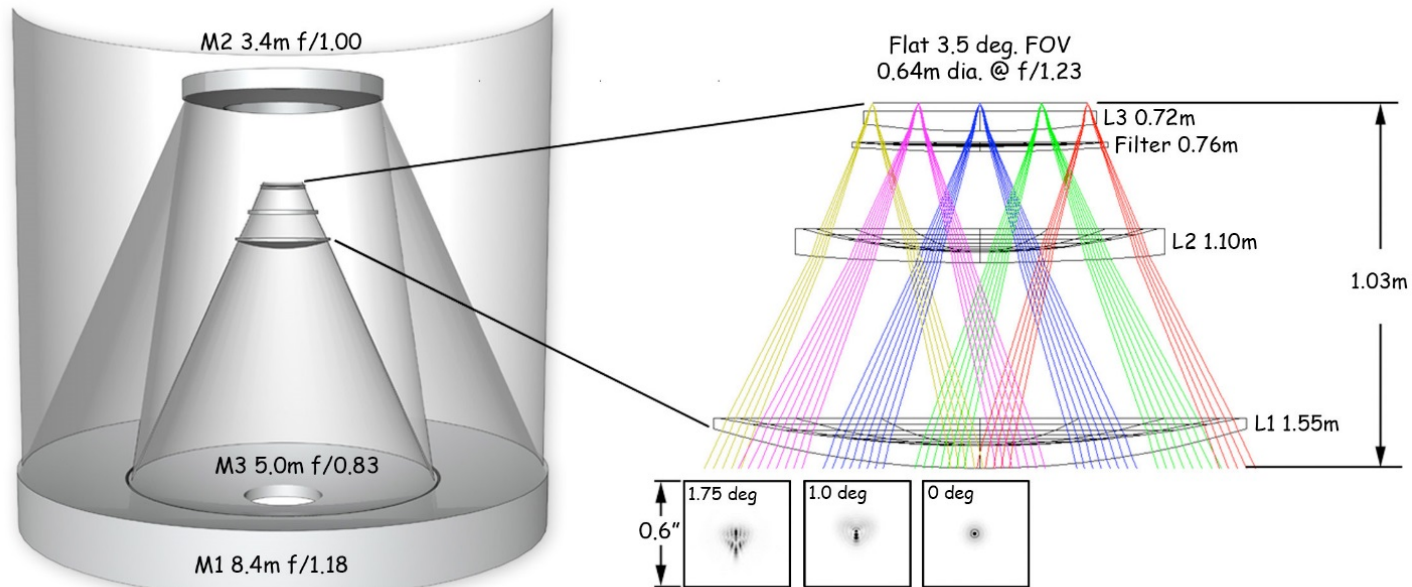 M2 3.4m f/1.00
M3 5.0m f/0.83
M1 8.4m f/1.18
Flat 3.5 deg. FOV
0.64m dia. @ f/1.23
L3 0.72m
Filter 0.76m
L2 1.10m
1.03m
L1 1.55m
0.6"
1.75 deg
1.0 deg
0 deg